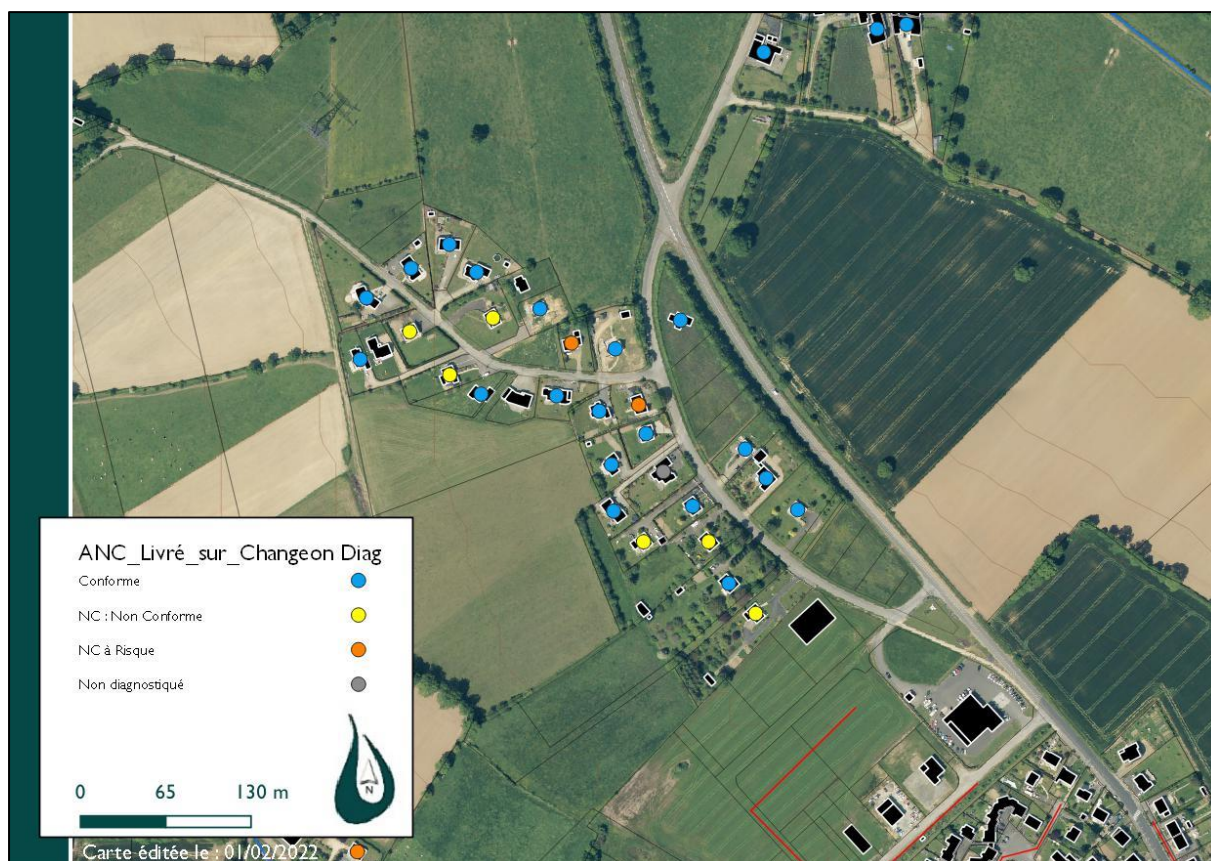 ANC_Livré_sur_Changeon Diag
Conforme
NC : Non Conforme
NC à Risque
Non diagnostiqué
N
0 65 130 m
Carte éditée le : 01/02/2022